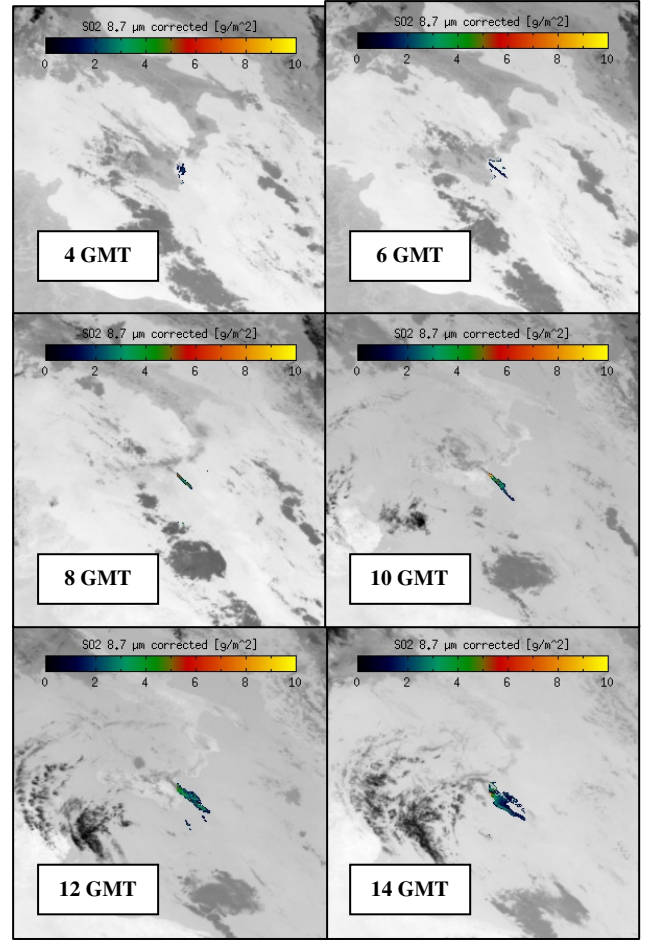 SO2 8.7 µm corrected [g/m^2]
0 2 4 6 8 10
4 GMT
SO2 8.7 µm corrected [g/m^2]
0 2 4 6 8 10
6 GMT
SO2 8.7 µm corrected [g/m^2]
0 2 4 6 8 10
8 GMT
SO2 8.7 µm corrected [g/m^2]
0 2 4 6 8 10
10 GMT
SO2 8.7 µm corrected [g/m^2]
0 2 4 6 8 10
12 GMT
SO2 8.7 µm corrected [g/m^2]
0 2 4 6 8 10
14 GMT